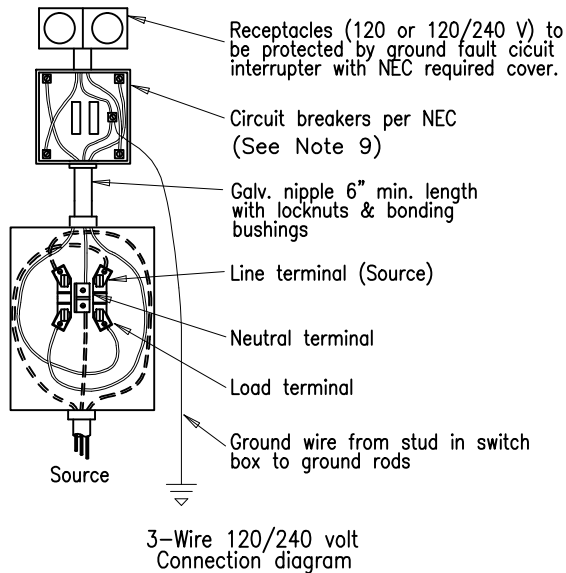 Receptacles (120 or 120/240 V) to
be protected by ground fault cicuit
interrupter with NEC required cover.
Circuit breakers per NEC
(See Note 9)
Galv. nipple 6" min. length
with locknuts & bonding
bushings
Line terminal (Source)
Neutral terminal
Load terminal
Ground wire from stud in switch
box to ground rods
Source
3-Wire 120/240 volt
Connection diagram